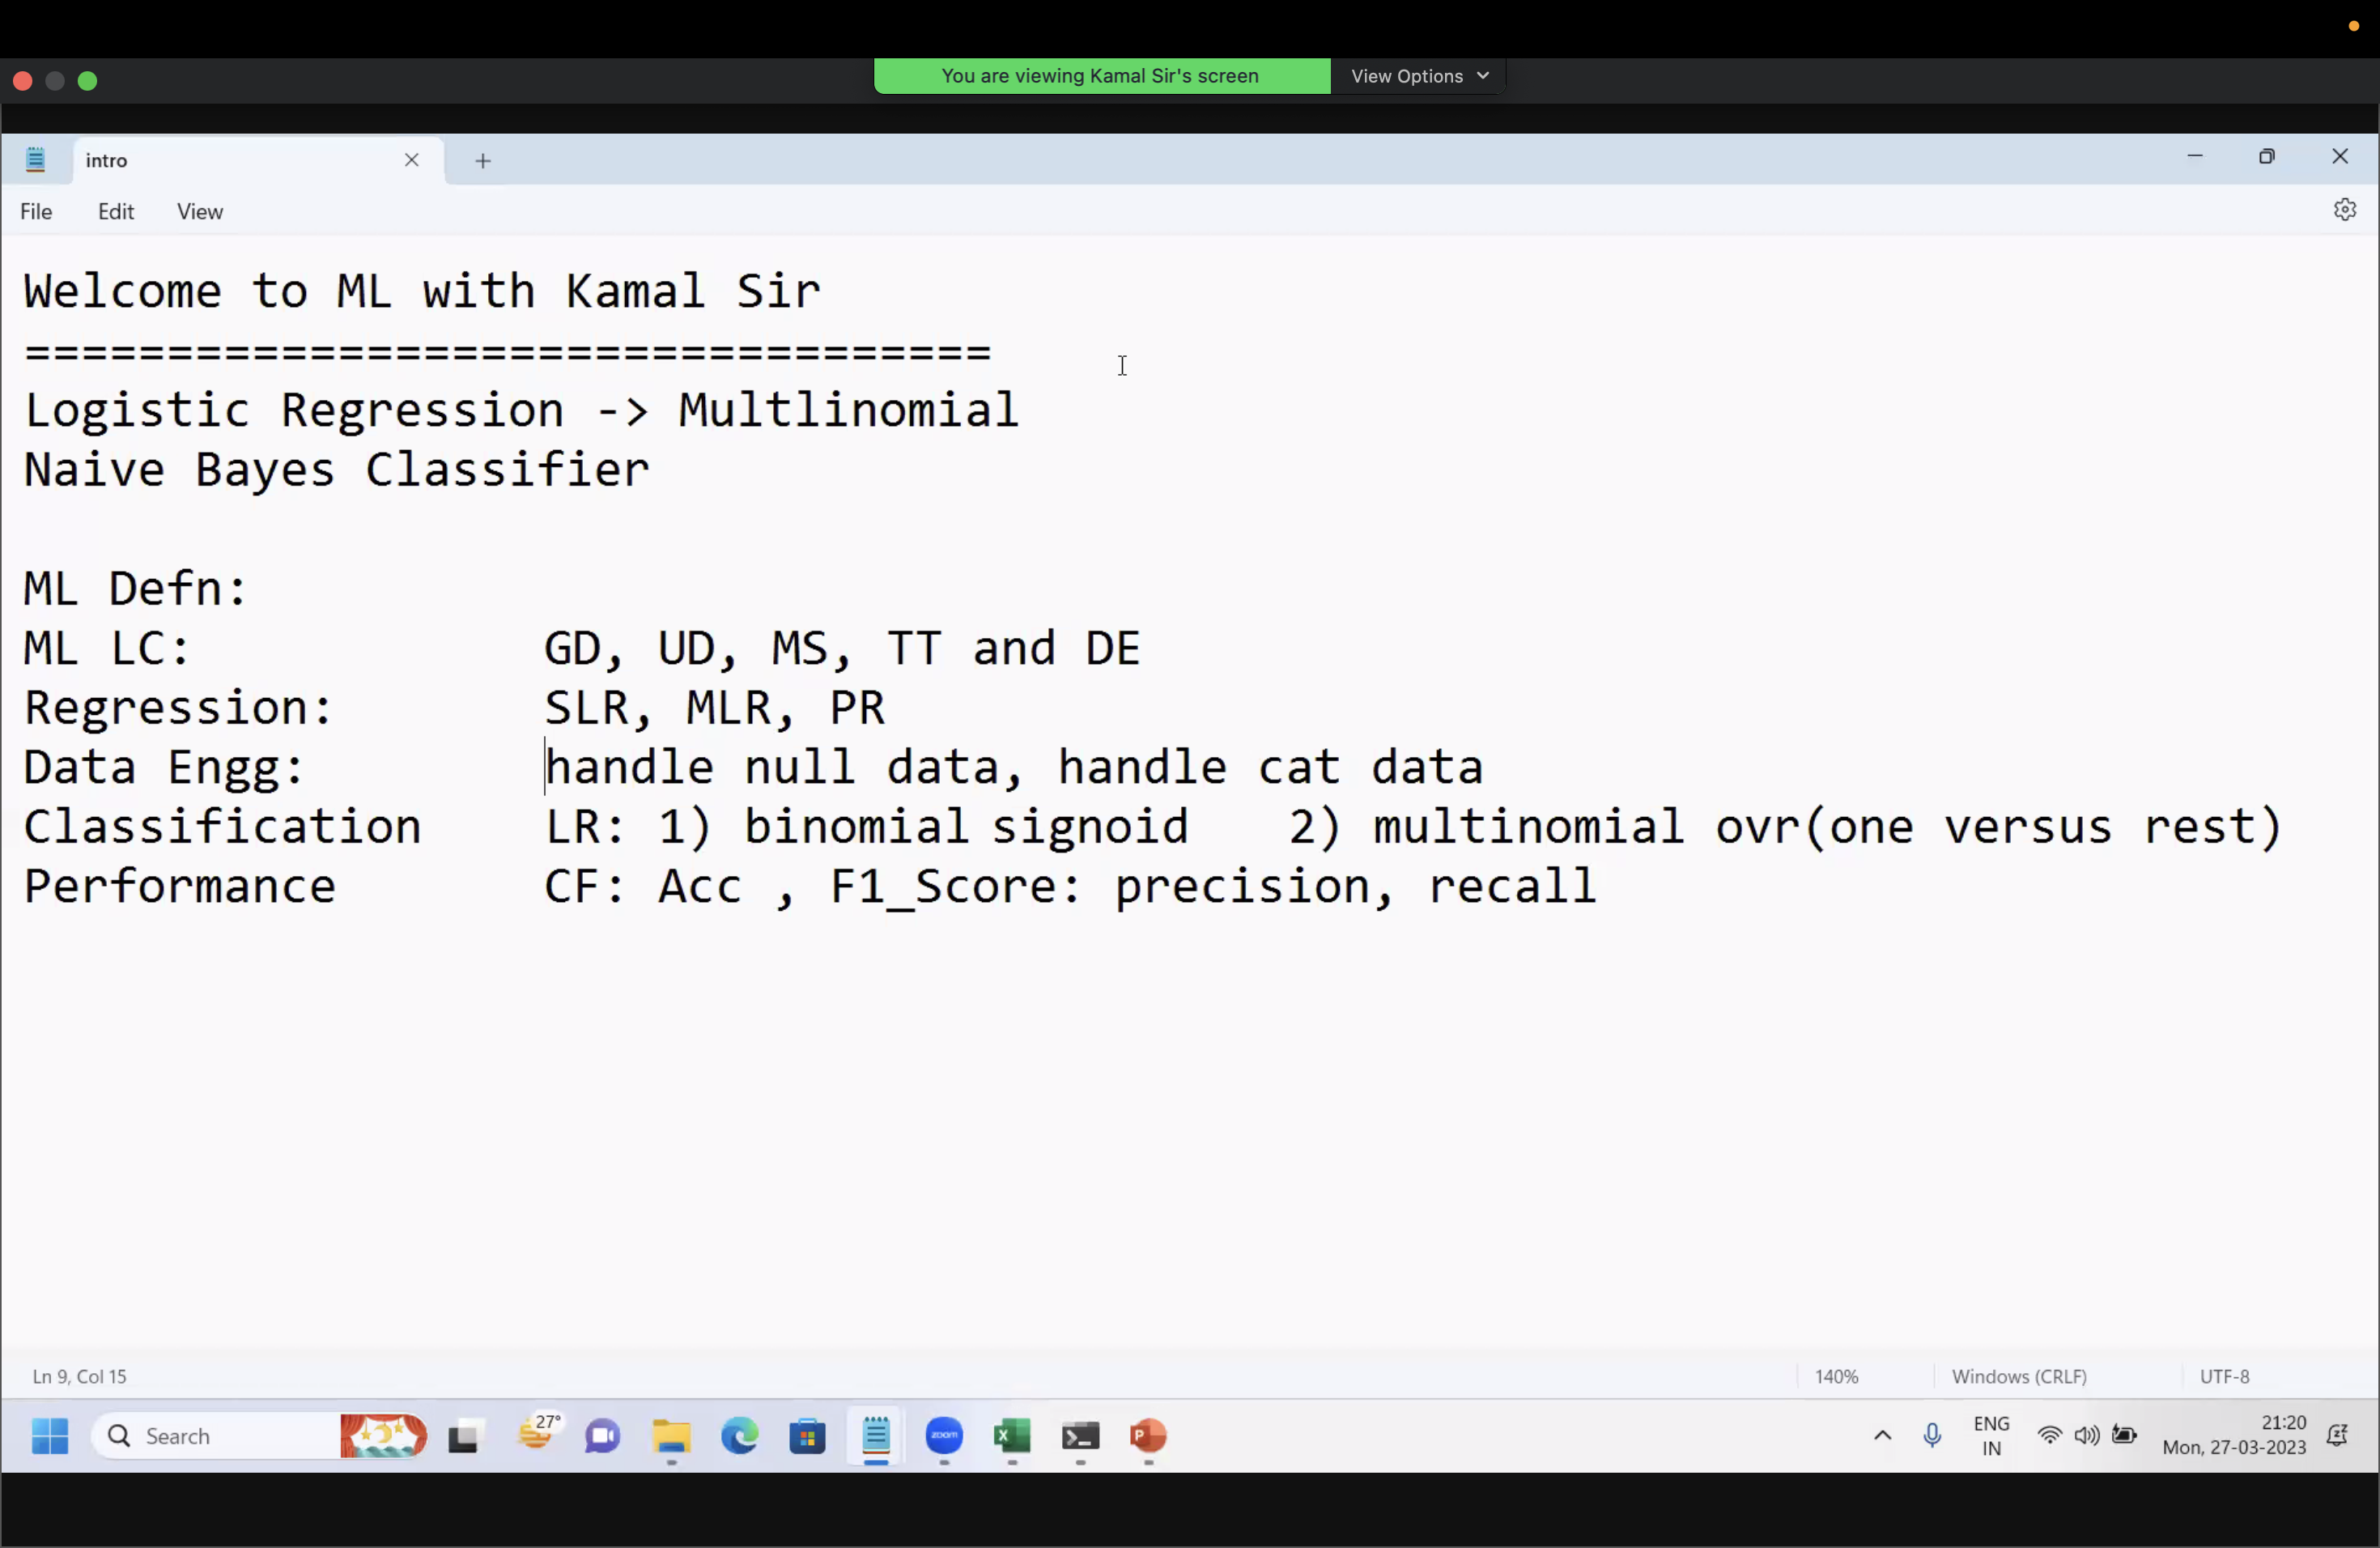 You are viewing Kamal Sir's screen View Options
intro
File Edit View
Welcome to ML with Kamal Sir
==================================
Logistic Regression -> Multlinomial
Naive Bayes Classifier
ML Defn:
ML LC: GD, UD, MS, TT and DE
Regression: SLR, MLR, PR
Data Engg: handle null data, handle cat data
Classification LR: 1) binomial signoid 2) multinomial ovr(one versus rest)
Performance CF: Acc , F1_Score: precision, recall
Ln 9, Col 15 140% Windows (CRLF) UTF-8
Search 27° zoom ENG 21:20
IN Mon, 27-03-2023